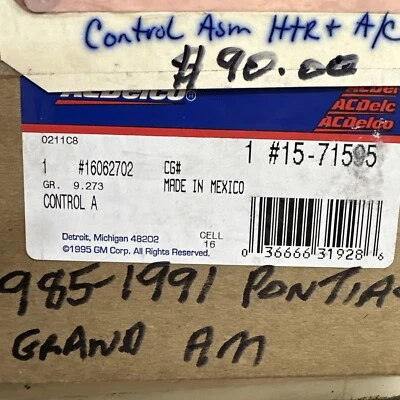 Control Asm HTR + A/C
$90.00
ACDelco
ACDelc
ACDelco
0211C8
1 #15-71595
1 #16062702 CG#
GR. 9.273 MADE IN MEXICO
CONTROL A
Detroit, Michigan 48202
©1995 GM Corp. All Rights Reserved.
CELL
16
0 36666 31928 6
985-1991 PONTIA
GRAND AM